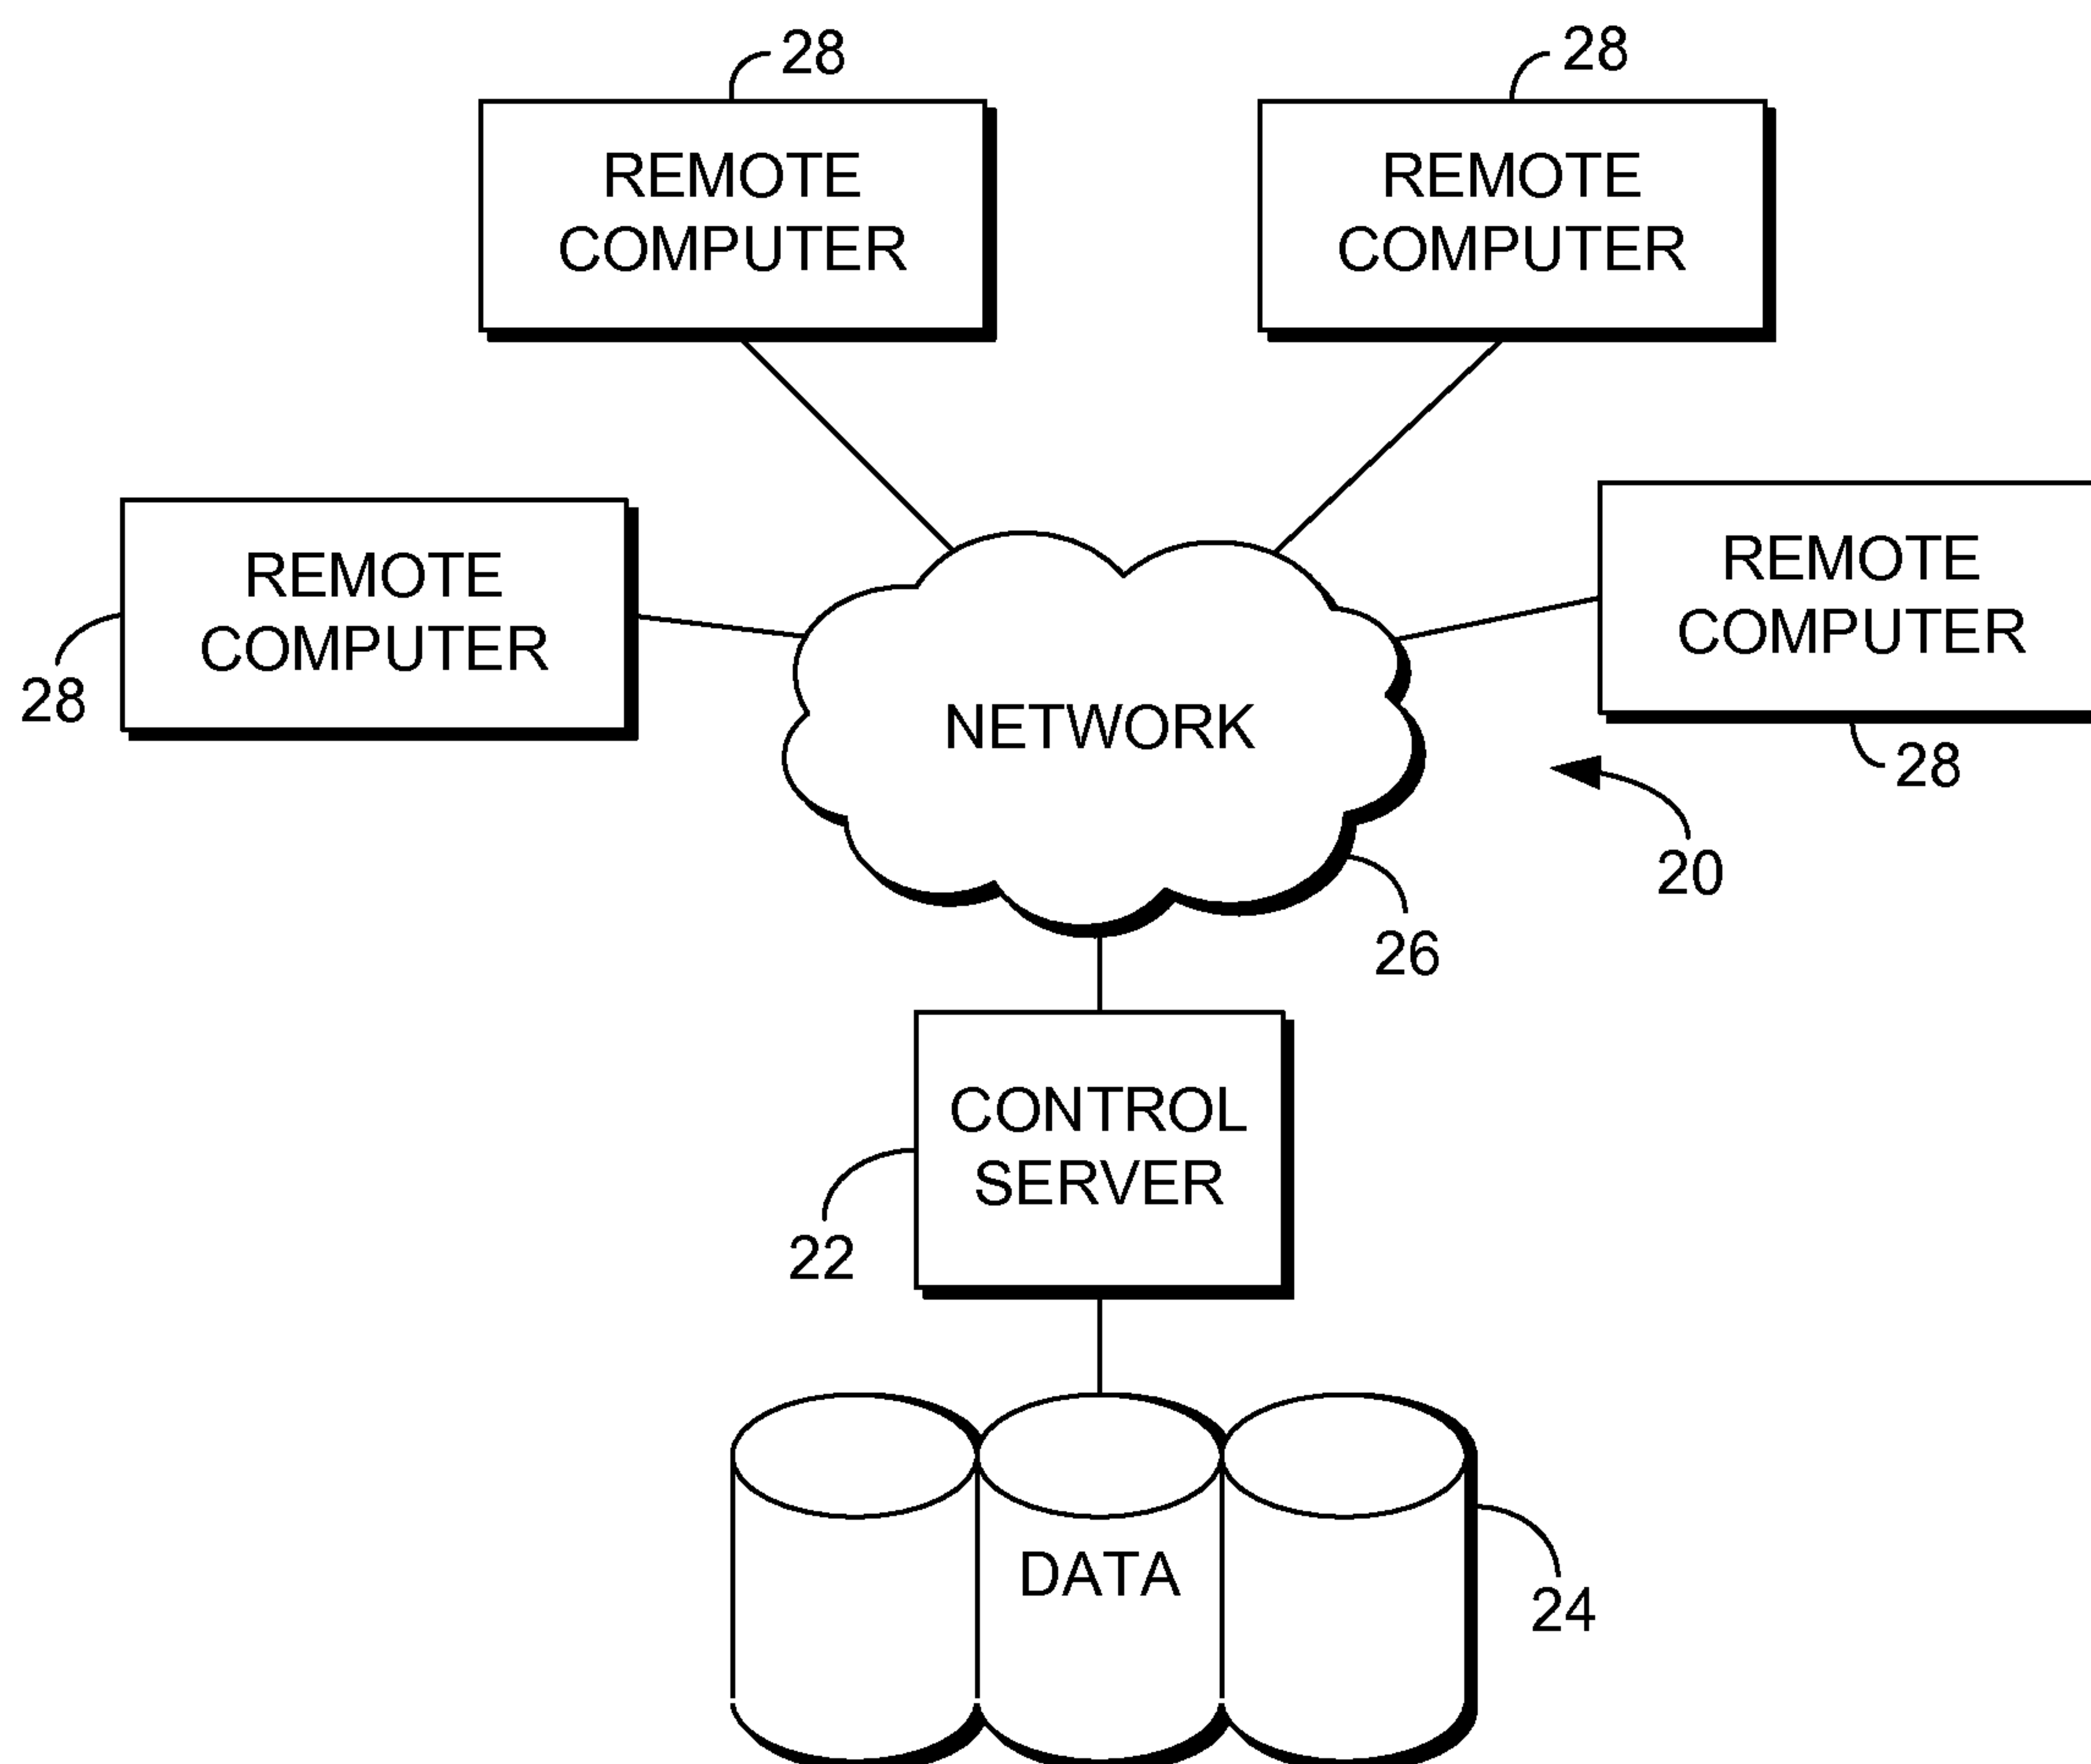 28
28
REMOTE
COMPUTER
REMOTE
COMPUTER
REMOTE
COMPUTER
28
REMOTE
COMPUTER
28
NETWORK
20
26
CONTROL
SERVER
22
DATA
24